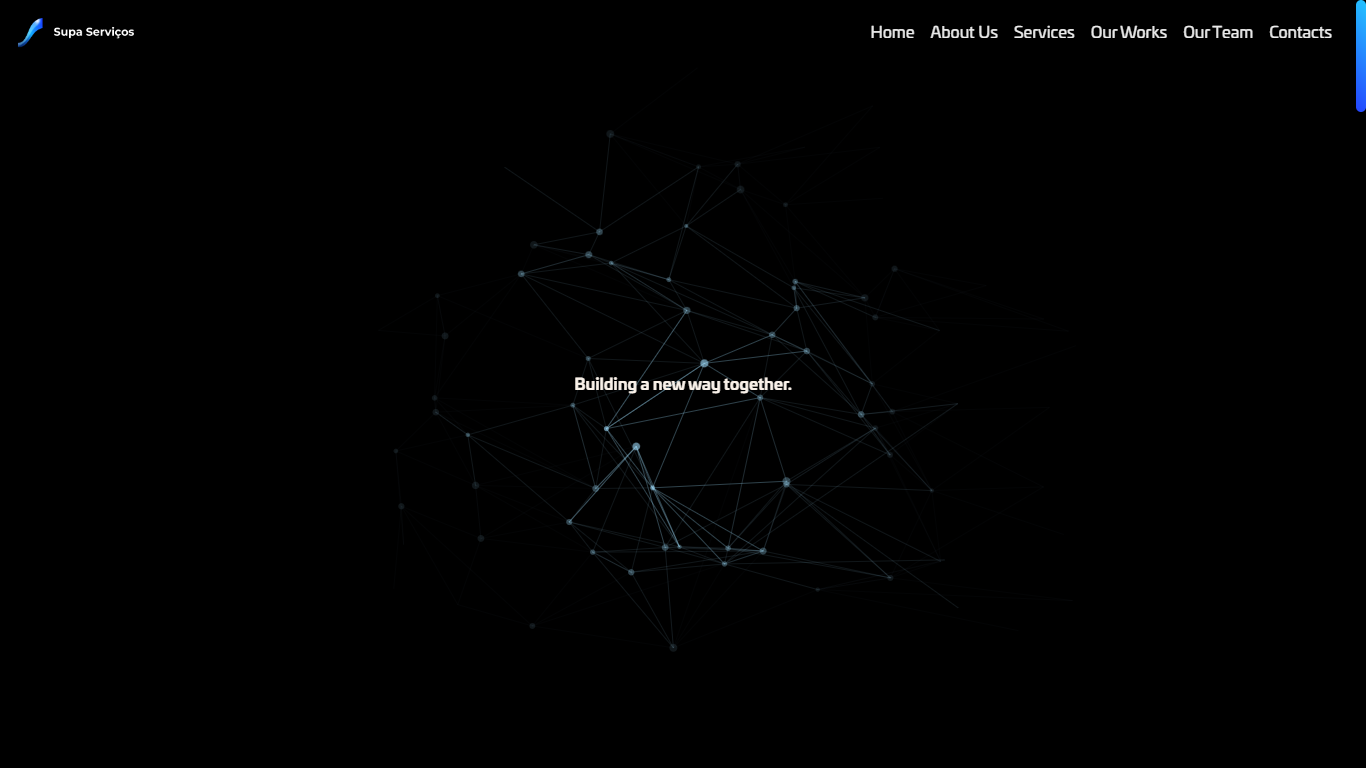 Supa Serviços
Home About Us Services Our Works Our Team Contacts
Building a new way together.